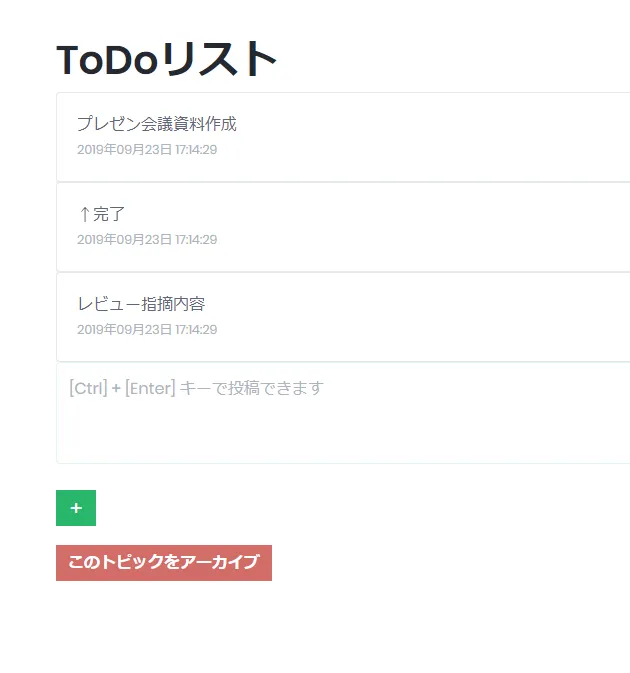 ToDoリスト
プレゼン会議資料作成
2019年09月23日 17:14:29
↑完了
2019年09月23日 17:14:29
レビュー指摘内容
2019年09月23日 17:14:29
[Ctrl] + [Enter] キーで投稿できます
+
このトピックをアーカイブ